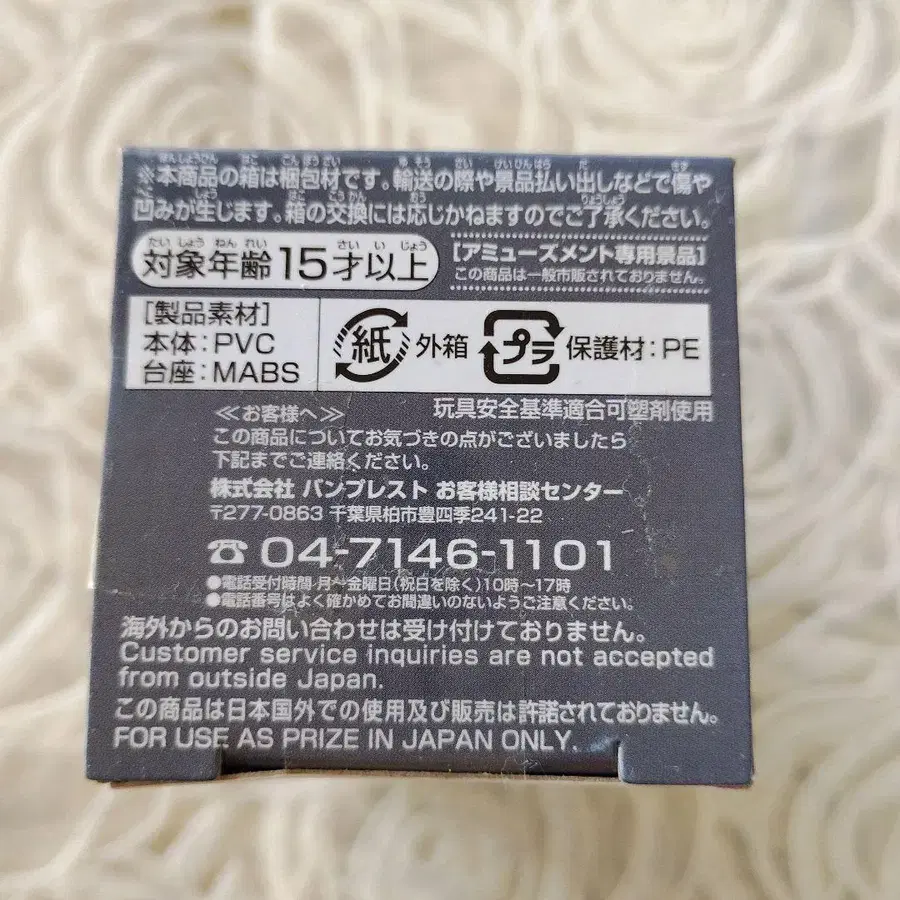 ※本商品の箱は梱包材です。輸送の際や景品払い出しなどで傷や
凹みが生じます。箱の交換には応じかねますのでご了承ください。
対象年齢15才以上
[アミューズメント専用景品]
この商品は一般市販されておりません。
[製品素材]
本体:PVC
台座:MABS
紙 外箱 プラ 保護材:PE
≪お客様へ≫
玩具安全基準適合可塑剤使用
この商品についてお気づきの点がございましたら
下記までご連絡ください。
株式会社 バンプレスト お客様相談センター
〒277-0863 千葉県柏市豊四季241-22
☎ 04-7146-1101
●電話受付時間 月〜金曜日(祝日を除く)10時〜17時
●電話番号はよく確かめてお間違いのないようご注意ください。
海外からのお問い合わせは受け付けておりません。
Customer service inquiries are not accepted
from outside Japan.
この商品は日本国外での使用及び販売は許諾されておりません。
FOR USE AS PRIZE IN JAPAN ONLY.